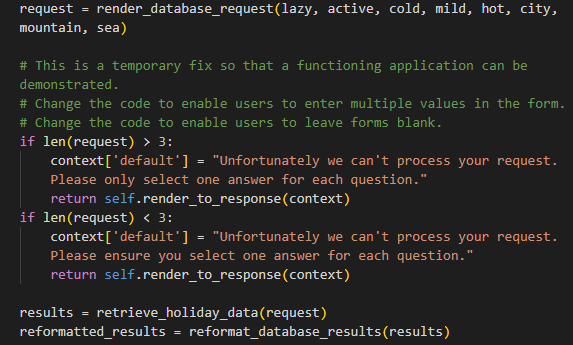 request = render_database_request(lazy, active, cold, mild, hot, city,
mountain, sea)
# This is a temporary fix so that a functioning application can be
demonstrated.
# Change the code to enable users to enter multiple values in the form.
# Change the code to enable users to leave forms blank.
if len(request) > 3:
    context['default'] = "Unfortunately we can't process your request.
    Please only select one answer for each question."
    return self.render_to_response(context)
if len(request) < 3:
    context['default'] = "Unfortunately we can't process your request.
    Please ensure you select one answer for each question."
    return self.render_to_response(context)
results = retrieve_holiday_data(request)
reformatted_results = reformat_database_results(results)